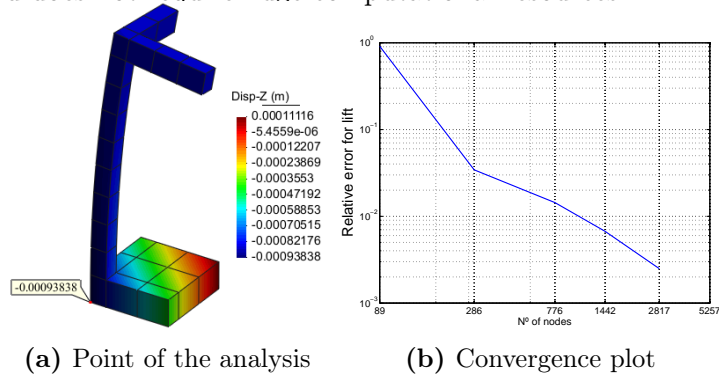 Disp-Z (m)
0.00011116
-5.4559e-06
-0.00012207
-0.00023869
-0.0003553
-0.00047192
-0.00058853
-0.00070515
-0.00082176
-0.00093838
-0.00093838
(a) Point of the analysis
Relative error for lift
10⁰
10⁻¹
10⁻²
10⁻³
89 286 776 1442 2817 5257
Nº of nodes
(b) Convergence plot